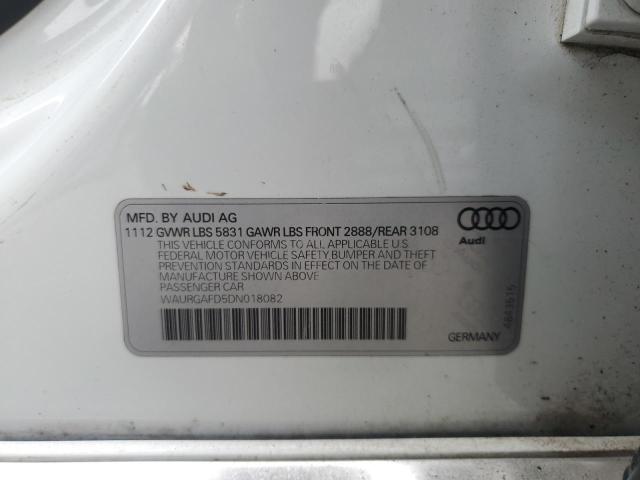 MFD. BY AUDI AG
1112 GVWR LBS 5831 GAWR LBS FRONT 2888/REAR 3108
THIS VEHICLE CONFORMS TO ALL APPLICABLE U.S.
FEDERAL MOTOR VEHICLE SAFETY, BUMPER AND THEFT
PREVENTION STANDARDS IN EFFECT ON THE DATE OF
MANUFACTURE SHOWN ABOVE
PASSENGER CAR
WAURGAFD5DN018082
Audi
GERMANY
4643615